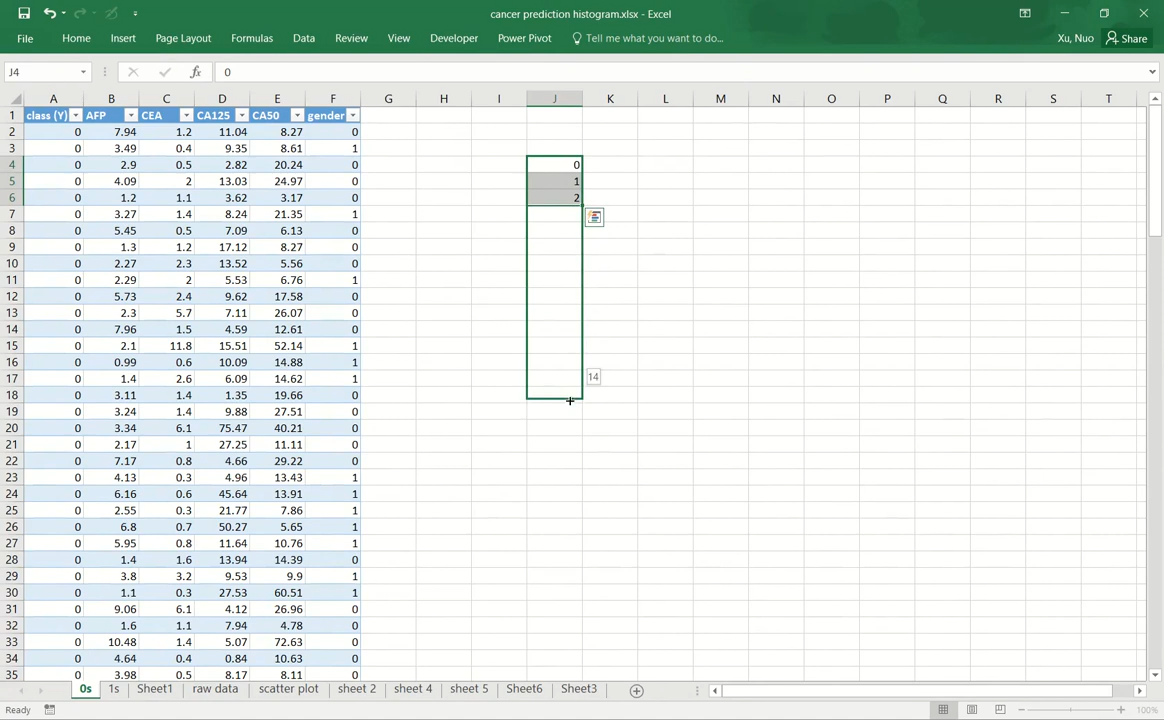 cancer prediction histogram.xlsx - Excel
File Home Insert Page Layout Formulas Data Review View Developer Power Pivot Tell me what you want to do... Xu, Nuo Share
J4 fx 0
A B C D E F G H I J K L M N O P Q R S T
1 class (Y) AFP CEA CA125 CA50 gender
2 0 7.94 1.2 11.04 8.27 0
3 0 3.49 0.4 9.35 8.61 1
4 0 2.9 0.5 2.82 20.24 0 0
5 0 4.09 2 13.03 24.97 0 1
6 0 1.2 1.1 3.62 3.17 0 2
7 0 3.27 1.4 8.24 21.35 1
8 0 5.45 0.5 7.09 6.13 0
9 0 1.3 1.2 17.12 8.27 0
10 0 2.27 2.3 13.52 5.56 0
11 0 2.29 2 5.53 6.76 1
12 0 5.73 2.4 9.62 17.58 0
13 0 2.3 5.7 7.11 26.07 0
14 0 7.96 1.5 4.59 12.61 0
15 0 2.1 11.8 15.51 52.14 1
16 0 0.99 0.6 10.09 14.88 1
17 0 1.4 2.6 6.09 14.62 1 14
18 0 3.11 1.4 1.35 19.66 0
19 0 3.24 1.4 9.88 27.51 0
20 0 3.34 6.1 75.47 40.21 0
21 0 2.17 1 27.25 11.11 0
22 0 7.17 0.8 4.66 29.22 0
23 0 4.13 0.3 4.96 13.43 1
24 0 6.16 0.6 45.64 13.91 1
25 0 2.55 0.3 21.77 7.86 1
26 0 6.8 0.7 50.27 5.65 1
27 0 5.95 0.8 11.64 10.76 1
28 0 1.4 1.6 13.94 14.39 0
29 0 3.8 3.2 9.53 9.9 1
30 0 1.1 0.3 27.53 60.51 1
31 0 9.06 6.1 4.12 26.96 0
32 0 1.6 1.1 7.94 4.78 0
33 0 10.48 1.4 5.07 72.63 0
34 0 4.64 0.4 0.84 10.63 0
35 0 3.98 0.5 8.17 8.11 0
0s 1s Sheet1 raw data scatter plot sheet 2 sheet 4 sheet 5 Sheet6 Sheet3
Ready 100%